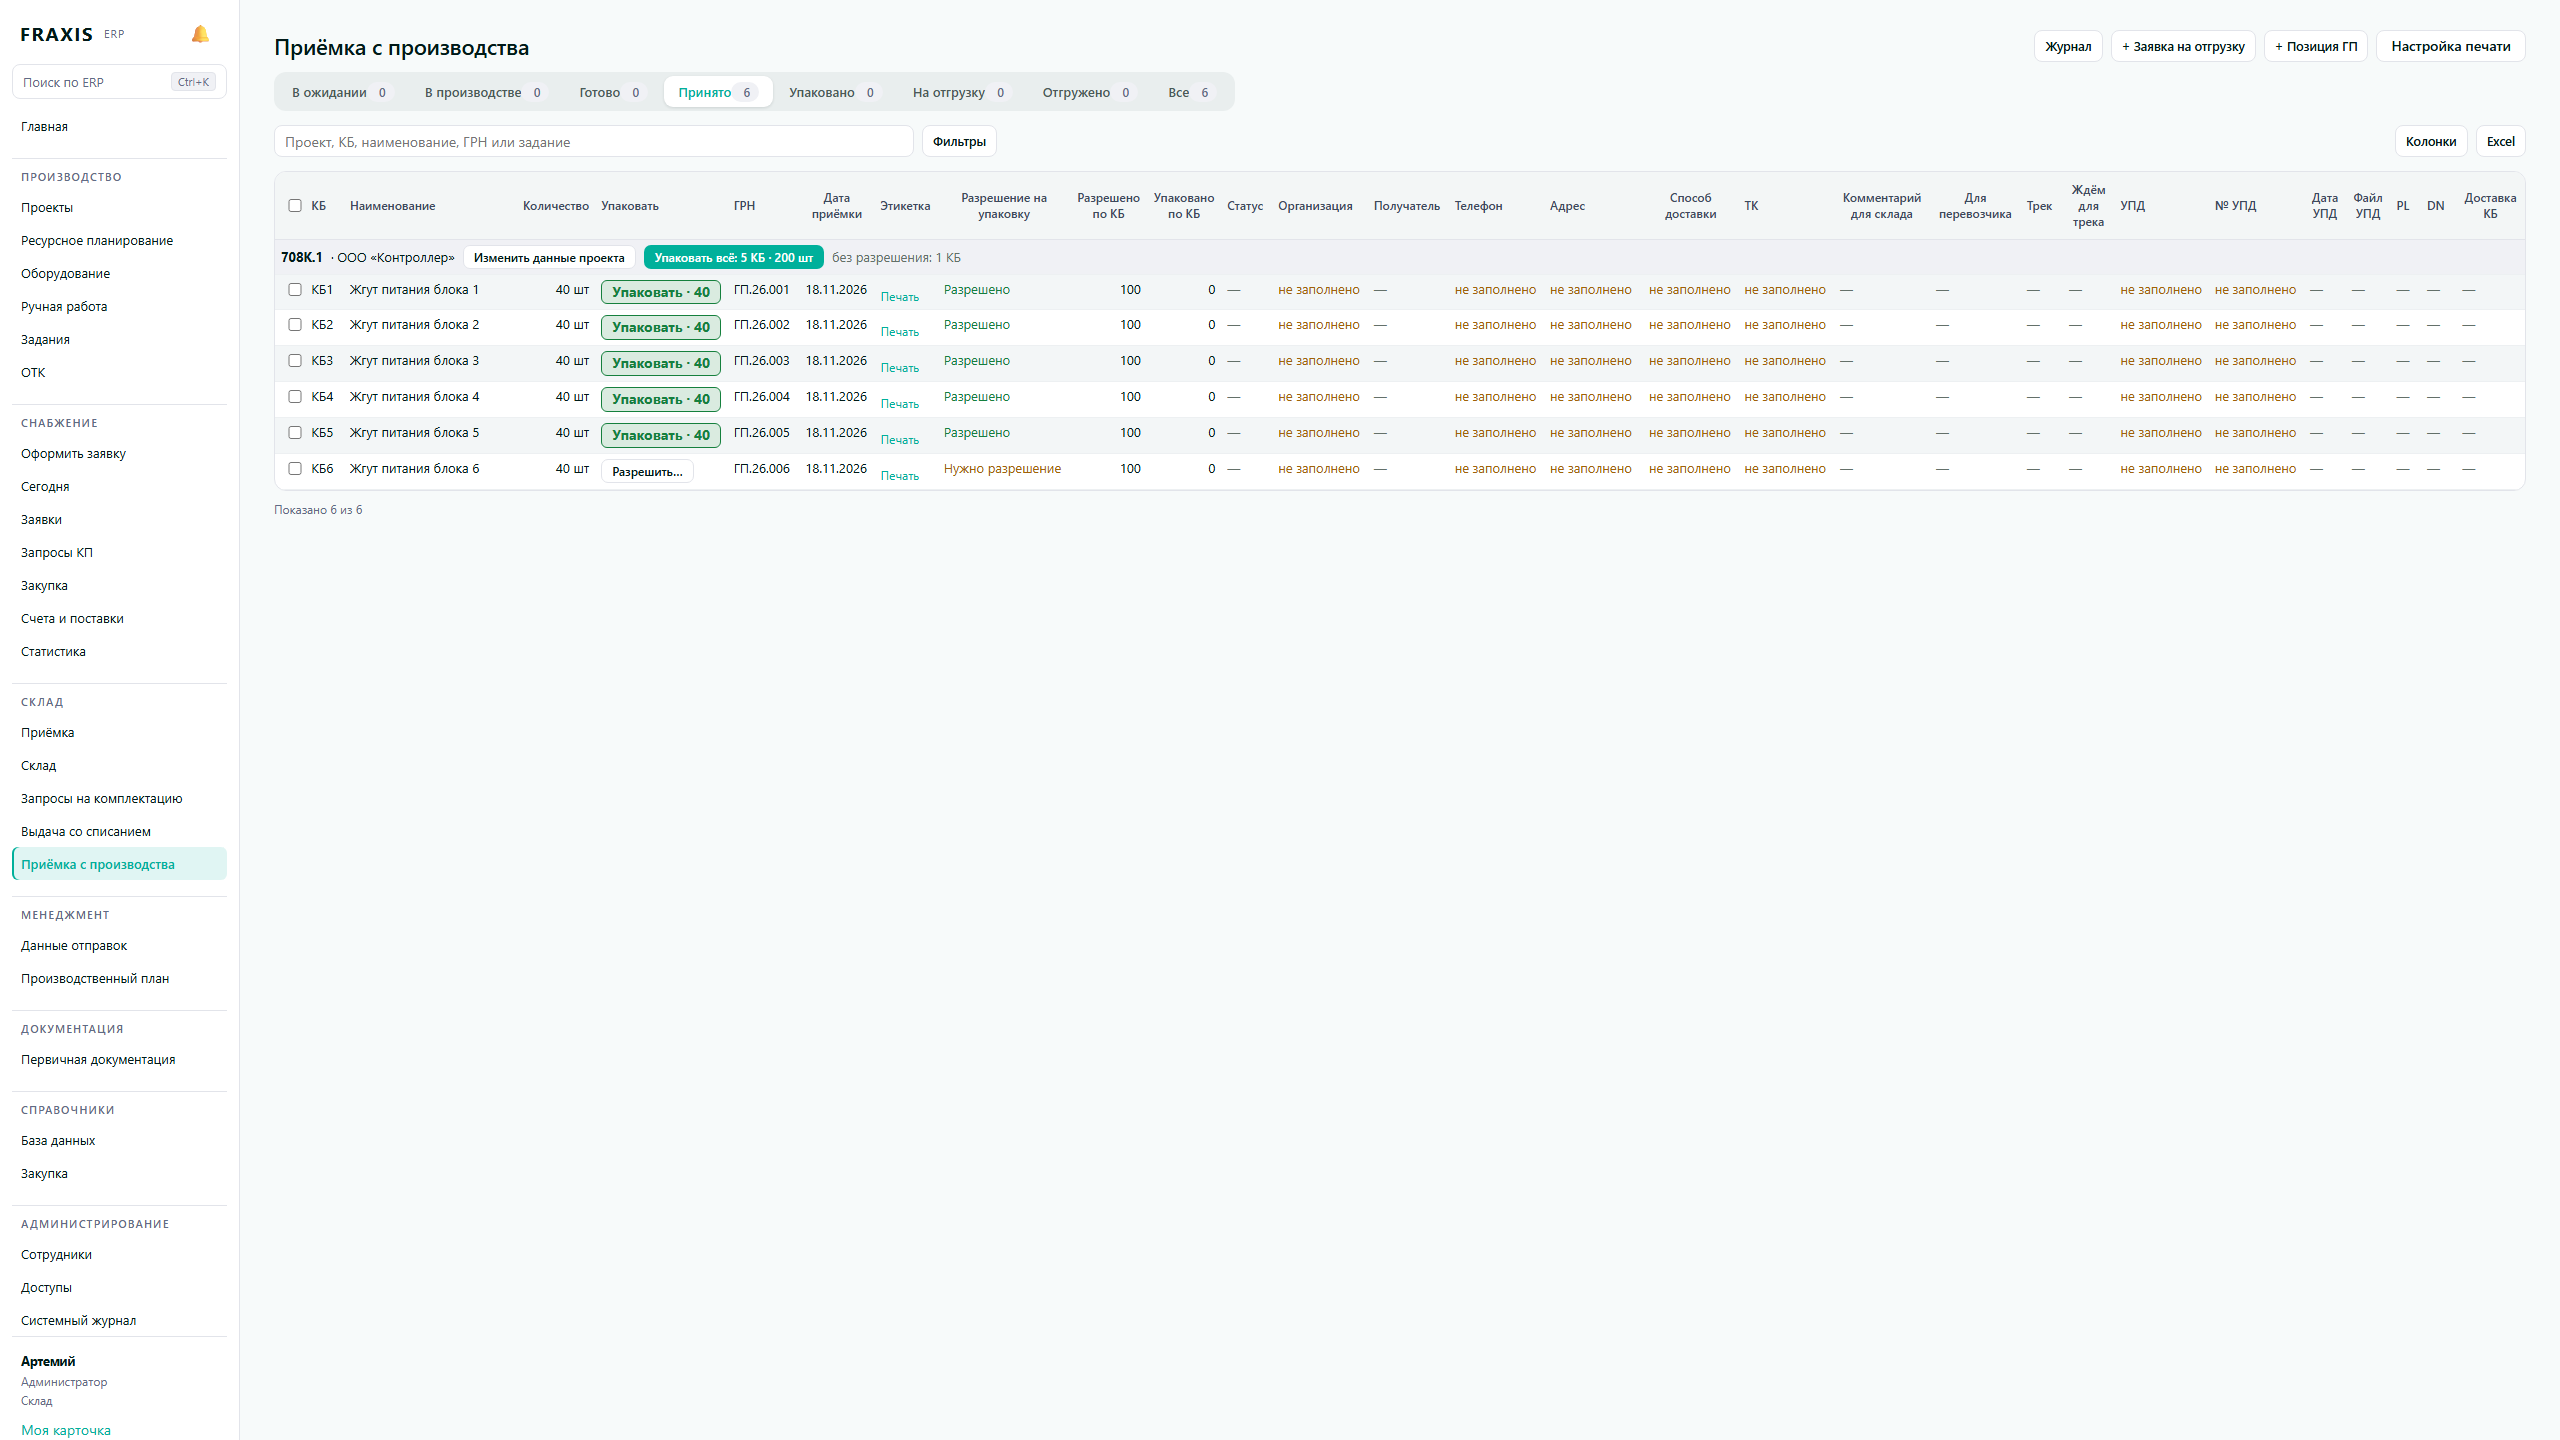 FRAXIS ERP 🔔
Поиск по ERP Ctrl+K
Главная
ПРОИЗВОДСТВО
Проекты
Ресурсное планирование
Оборудование
Ручная работа
Задания
ОТК
СНАБЖЕНИЕ
Оформить заявку
Сегодня
Заявки
Запросы КП
Закупка
Счета и поставки
Статистика
СКЛАД
Приёмка
Склад
Запросы на комплектацию
Выдача со списанием
Приёмка с производства
МЕНЕДЖМЕНТ
Данные отправок
Производственный план
ДОКУМЕНТАЦИЯ
Первичная документация
СПРАВОЧНИКИ
База данных
Закупка
АДМИНИСТРИРОВАНИЕ
Сотрудники
Доступы
Системный журнал
Артемий
Администратор
Склад
Моя карточка
Приёмка с производства
Журнал + Заявка на отгрузку + Позиция ГП Настройка печати
В ожидании 0 В производстве 0 Готово 0 Принято 6 Упаковано 0 На отгрузку 0 Отгружено 0 Все 6
Проект, КБ, наименование, ГРН или задание Фильтры Колонки Excel
КБ Наименование Количество Упаковать ГРН Дата приёмки Этикетка Разрешение на упаковку Разрешено по КБ Упаковано по КБ Статус Организация Получатель Телефон Адрес Способ доставки ТК Комментарий для склада Для перевозчика Трек Ждём для трека УПД № УПД Дата УПД Файл УПД PL DN Доставка КБ
708К.1 · ООО «Контроллер» Изменить данные проекта Упаковать всё: 5 КБ · 200 шт без разрешения: 1 КБ
КБ1 Жгут питания блока 1 40 шт Упаковать · 40 ГП.26.001 18.11.2026 Печать Разрешено 100 0 — не заполнено — не заполнено не заполнено не заполнено не заполнено — — — — не заполнено не заполнено — — — — —
КБ2 Жгут питания блока 2 40 шт Упаковать · 40 ГП.26.002 18.11.2026 Печать Разрешено 100 0 — не заполнено — не заполнено не заполнено не заполнено не заполнено — — — — не заполнено не заполнено — — — — —
КБ3 Жгут питания блока 3 40 шт Упаковать · 40 ГП.26.003 18.11.2026 Печать Разрешено 100 0 — не заполнено — не заполнено не заполнено не заполнено не заполнено — — — — не заполнено не заполнено — — — — —
КБ4 Жгут питания блока 4 40 шт Упаковать · 40 ГП.26.004 18.11.2026 Печать Разрешено 100 0 — не заполнено — не заполнено не заполнено не заполнено не заполнено — — — — не заполнено не заполнено — — — — —
КБ5 Жгут питания блока 5 40 шт Упаковать · 40 ГП.26.005 18.11.2026 Печать Разрешено 100 0 — не заполнено — не заполнено не заполнено не заполнено не заполнено — — — — не заполнено не заполнено — — — — —
КБ6 Жгут питания блока 6 40 шт Разрешить... ГП.26.006 18.11.2026 Печать Нужно разрешение 100 0 — не заполнено — не заполнено не заполнено не заполнено не заполнено — — — — не заполнено не заполнено — — — — —
Показано 6 из 6